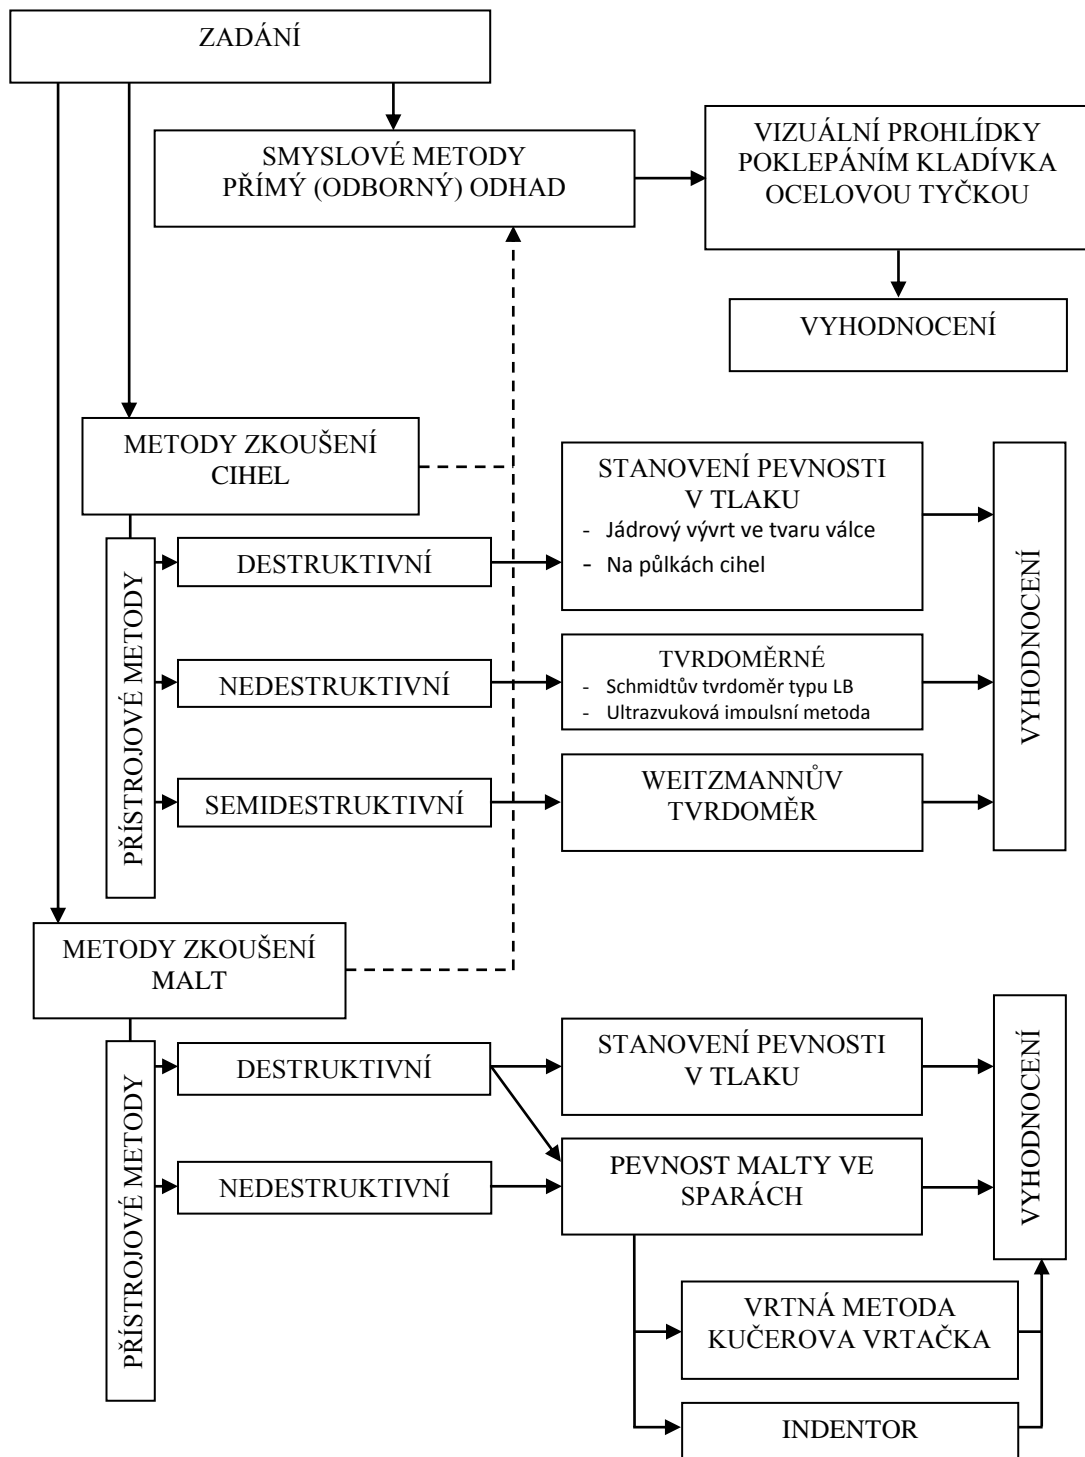 ZADÁNÍ
SMYSLOVÉ METODY
PŘÍMÝ (ODBORNÝ) ODHAD
VIZUÁLNÍ PROHLÍDKY
POKLEPÁNÍM KLADÍVKA
OCELOVOU TYČKOU
VYHODNOCENÍ
METODY ZKOUŠENÍ
CIHEL
PŘÍSTROJOVÉ METODY
DESTRUKTIVNÍ
STANOVENÍ PEVNOSTI
V TLAKU
- Jádrový vývrt ve tvaru válce
- Na půlkách cihel
NEDESTRUKTIVNÍ
TVRDOMĚRNÉ
- Schmidtův tvrdoměr typu LB
- Ultrazvuková impulsní metoda
SEMIDESTRUKTIVNÍ
WEITZMANNŮV
TVRDOMĚR
VYHODNOCENÍ
METODY ZKOUŠENÍ
MALT
PŘÍSTROJOVÉ METODY
DESTRUKTIVNÍ
STANOVENÍ PEVNOSTI
V TLAKU
NEDESTRUKTIVNÍ
PEVNOST MALTY VE
SPARÁCH
VYHODNOCENÍ
VRTNÁ METODA
KUČEROVA VRTAČKA
INDENTOR